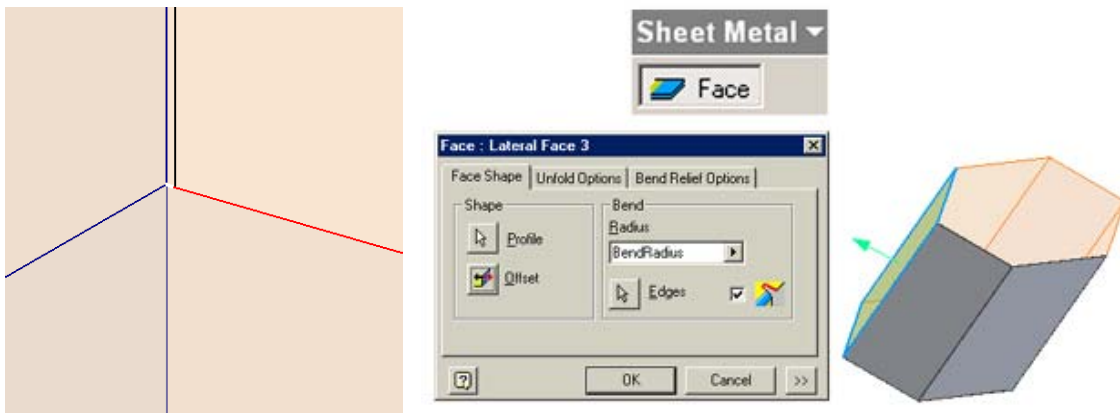 Sheet Metal
Face
Face : Lateral Face 3
Face Shape
Unfold Options
Bend Relief Options
Shape
Profile
Offset
Bend
Radius
BendRadius
Edges
OK
Cancel
>>